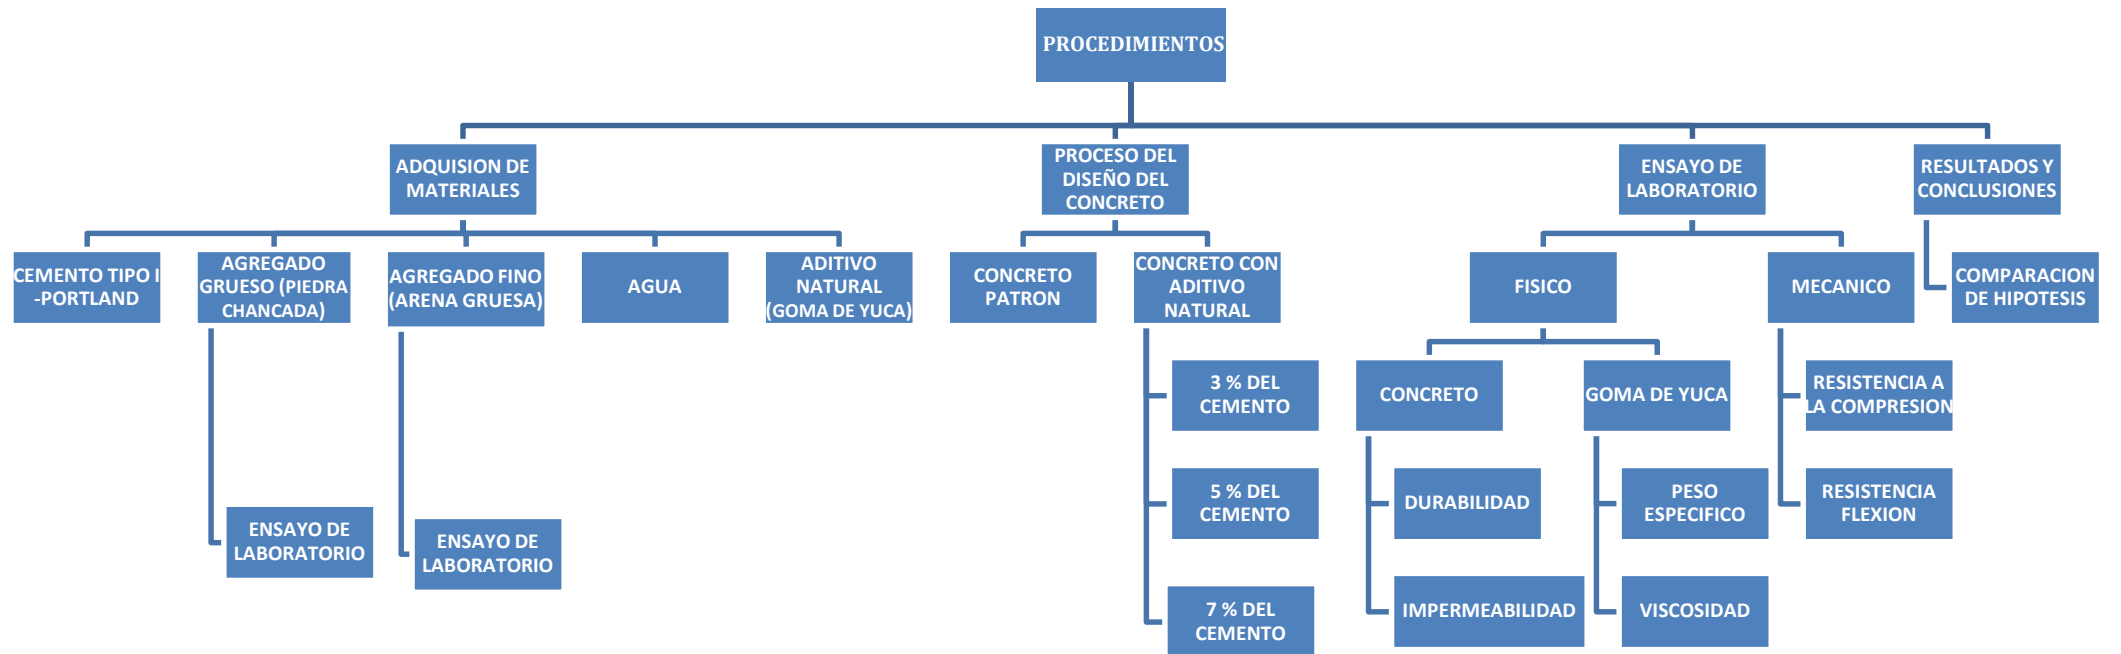 PROCEDIMIENTOS
ADQUISION DE
MATERIALES
PROCESO DEL
DISEÑO DEL
CONCRETO
ENSAYO DE
LABORATORIO
RESULTADOS Y
CONCLUSIONES
CEMENTO TIPO I
-PORTLAND
AGREGADO
GRUESO (PIEDRA
CHANCADA)
AGREGADO FINO
(ARENA GRUESA)
AGUA
ADITIVO
NATURAL
(GOMA DE YUCA)
CONCRETO
PATRON
CONCRETO CON
ADITIVO
NATURAL
FISICO
MECANICO
COMPARACION
DE HIPOTESIS
3 % DEL
CEMENTO
CONCRETO
GOMA DE YUCA
RESISTENCIA A
LA COMPRESION
5 % DEL
CEMENTO
DURABILIDAD
PESO
ESPECIFICO
RESISTENCIA
FLEXION
ENSAYO DE
LABORATORIO
ENSAYO DE
LABORATORIO
7 % DEL
CEMENTO
IMPERMEABILIDAD
VISCOSIDAD